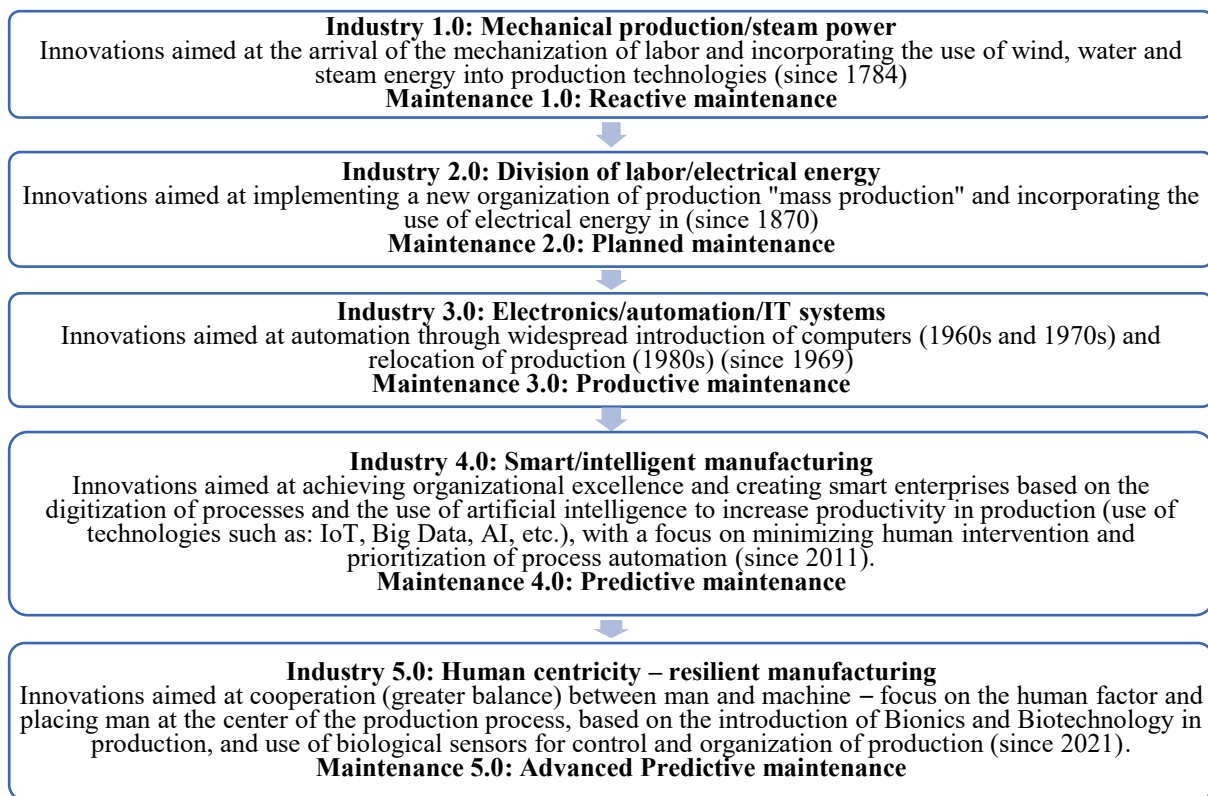 Industry 1.0: Mechanical production/steam power
Innovations aimed at the arrival of the mechanization of labor and incorporating the use of wind, water and
steam energy into production technologies (since 1784)
Maintenance 1.0: Reactive maintenance
Industry 2.0: Division of labor/electrical energy
Innovations aimed at implementing a new organization of production "mass production" and incorporating the
use of electrical energy in (since 1870)
Maintenance 2.0: Planned maintenance
Industry 3.0: Electronics/automation/IT systems
Innovations aimed at automation through widespread introduction of computers (1960s and 1970s) and
relocation of production (1980s) (since 1969)
Maintenance 3.0: Productive maintenance
Industry 4.0: Smart/intelligent manufacturing
Innovations aimed at achieving organizational excellence and creating smart enterprises based on the
digitization of processes and the use of artificial intelligence to increase productivity in production (use of
technologies such as: IoT, Big Data, AI, etc.), with a focus on minimizing human intervention and
prioritization of process automation (since 2011).
Maintenance 4.0: Predictive maintenance
Industry 5.0: Human centricity – resilient manufacturing
Innovations aimed at cooperation (greater balance) between man and machine – focus on the human factor and
placing man at the center of the production process, based on the introduction of Bionics and Biotechnology in
production, and use of biological sensors for control and organization of production (since 2021).
Maintenance 5.0: Advanced Predictive maintenance